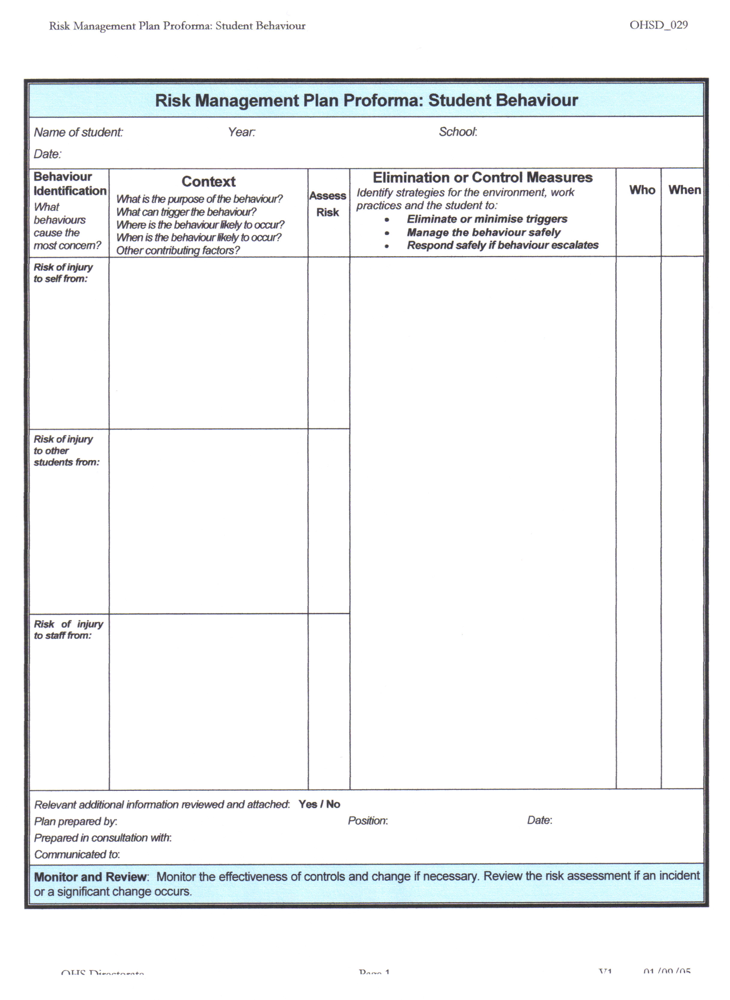 Risk Management Plan Proforma: Student Behaviour OHSD_029
Risk Management Plan Proforma: Student Behaviour
Name of student: Year: School:
Date:
Behaviour
Identification
What
behaviours
cause the
most concern?
Context
What is the purpose of the behaviour?
What can trigger the behaviour?
Where is the behaviour likely to occur?
When is the behaviour likely to occur?
Other contributing factors?
Assess
Risk
Elimination or Control Measures
Identify strategies for the environment, work
practices and the student to:
• Eliminate or minimise triggers
• Manage the behaviour safely
• Respond safely if behaviour escalates
Who
When
Risk of injury
to self from:
Risk of injury
to other
students from:
Risk of injury
to staff from:
Relevant additional information reviewed and attached: Yes / No
Plan prepared by: Position: Date:
Prepared in consultation with:
Communicated to:
Monitor and Review: Monitor the effectiveness of controls and change if necessary. Review the risk assessment if an incident
or a significant change occurs.
OHS Directorate Page 1 V1 01/09/05